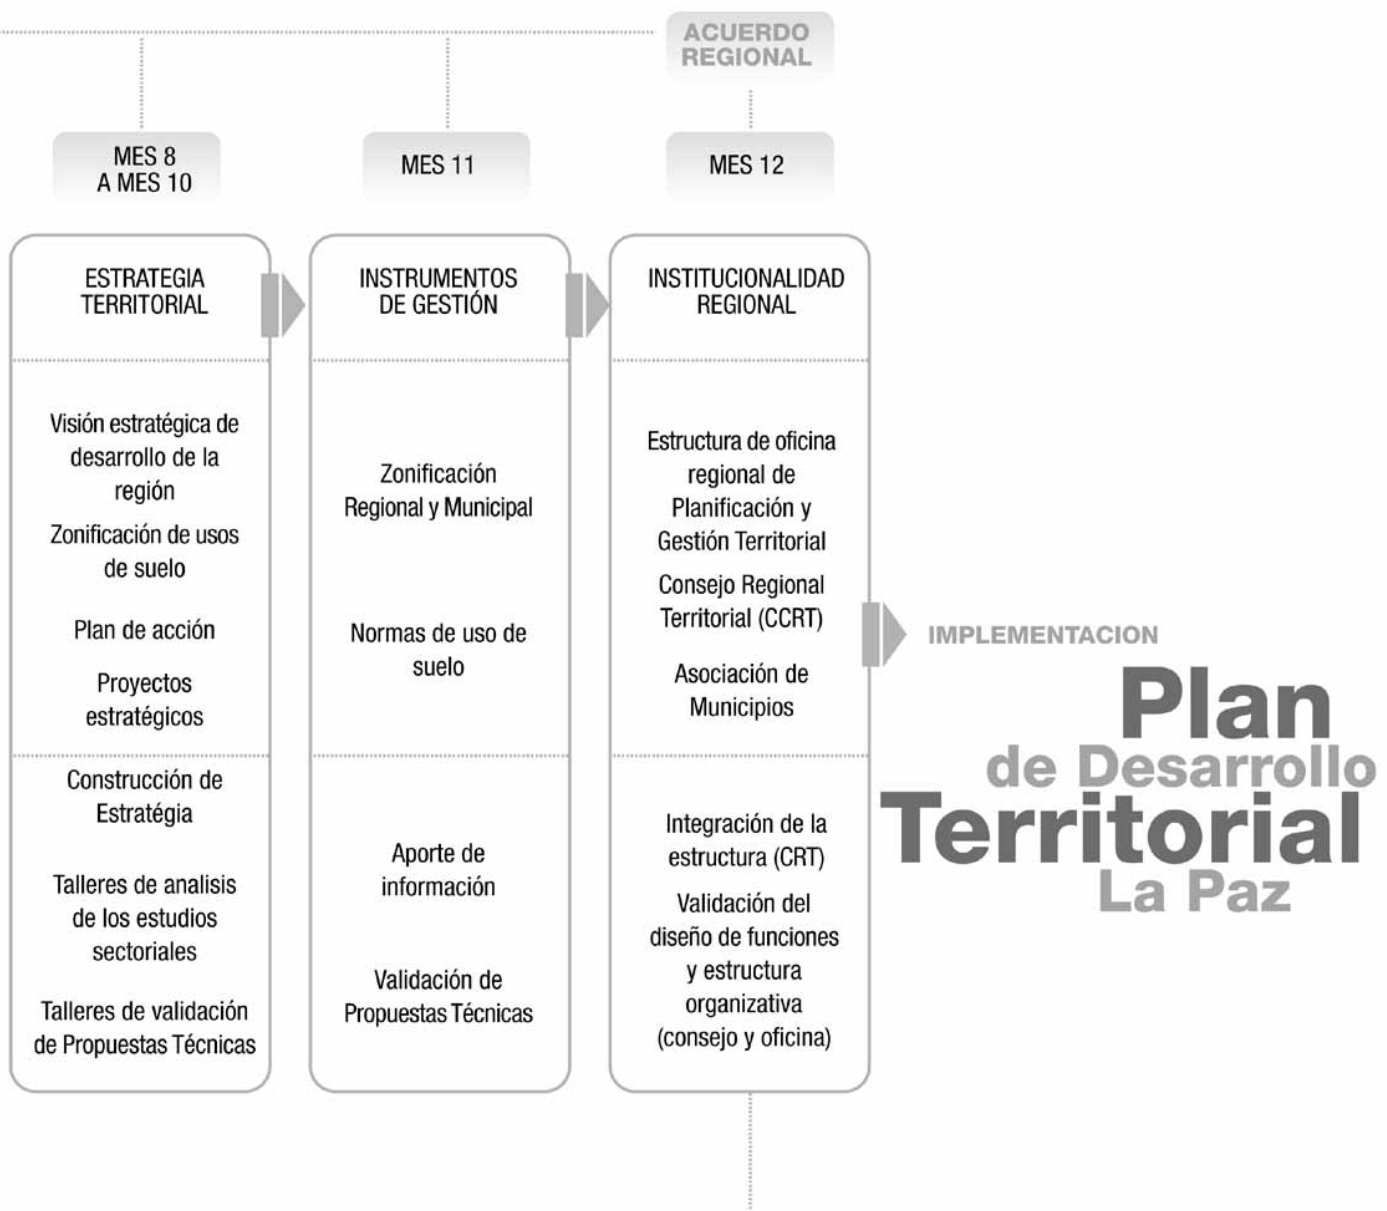 ACUERDO
REGIONAL
MES 8
A MES 10
MES 11
MES 12
ESTRATEGIA
TERRITORIAL
Visión estratégica de
desarrollo de la
región
Zonificación de usos
de suelo
Plan de acción
Proyectos
estratégicos
Construcción de
Estratégia
Talleres de analisis
de los estudios
sectoriales
Talleres de validación
de Propuestas Técnicas
INSTRUMENTOS
DE GESTIÓN
Zonificación
Regional y Municipal
Normas de uso de
suelo
Aporte de
información
Validación de
Propuestas Técnicas
INSTITUCIONALIDAD
REGIONAL
Estructura de oficina
regional de
Planificación y
Gestión Territorial
Consejo Regional
Territorial (CCRT)
Asociación de
Municipios
Integración de la
estructura (CRT)
Validación del
diseño de funciones
y estructura
organizativa
(consejo y oficina)
IMPLEMENTACION
Plan
de Desarrollo
Territorial
La Paz